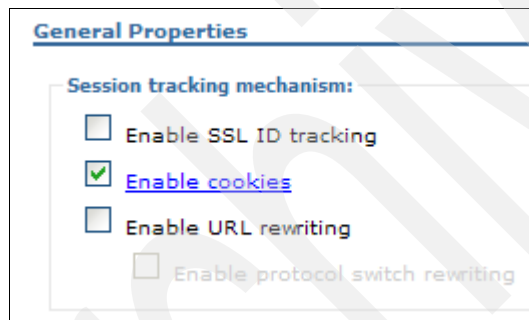 General Properties
Session tracking mechanism:
Enable SSL ID tracking
Enable cookies
Enable URL rewriting
Enable protocol switch rewriting